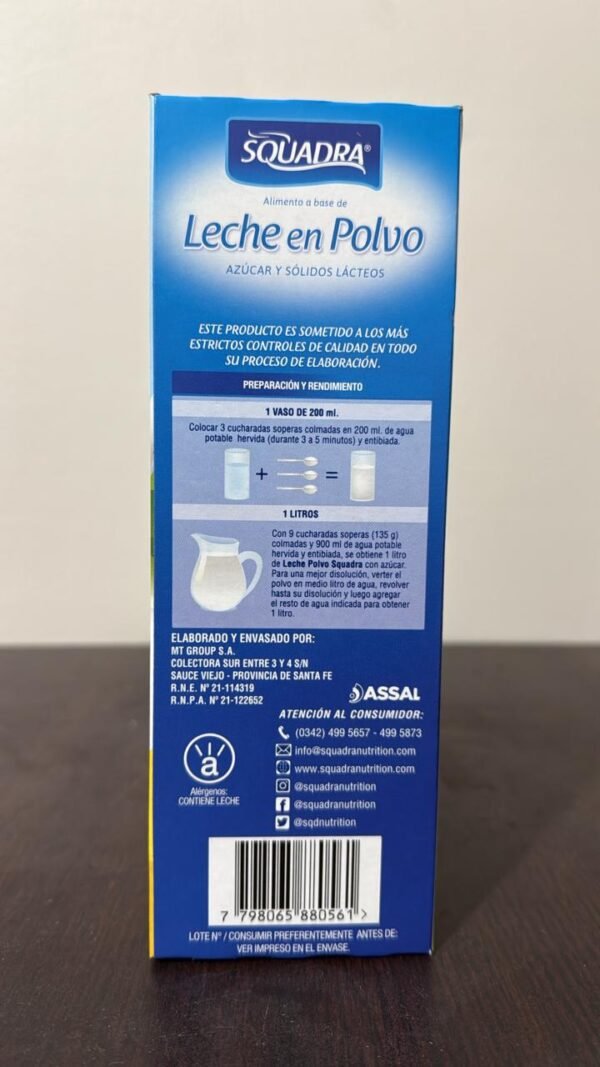 SQUADRA®
Alimento a base de
Leche en Polvo
AZÚCAR Y SÓLIDOS LÁCTEOS
ESTE PRODUCTO ES SOMETIDO A LOS MÁS
ESTRICTOS CONTROLES DE CALIDAD EN TODO
SU PROCESO DE ELABORACIÓN.
PREPARACIÓN Y RENDIMIENTO
1 VASO DE 200 ml.
Colocar 3 cucharadas soperas colmadas en 200 ml. de agua
potable hervida (durante 3 a 5 minutos) y entibiada.
+ =
1 LITROS
Con 9 cucharadas soperas (135 g)
colmadas y 900 ml de agua potable
hervida y entibiada, se obtiene 1 litro
de Leche Polvo Squadra con azúcar.
Para una mejor disolución, verter el
polvo en medio litro de agua, revolver
hasta su disolución y luego agregar
el resto de agua indicada para obtener
1 litro.
ELABORADO Y ENVASADO POR:
MT GROUP S.A.
COLECTORA SUR ENTRE 3 Y 4 S/N
SAUCE VIEJO - PROVINCIA DE SANTA FE
R.N.E. Nº 21-114319
R.N.P.A. Nº 21-122652
ASSAL
ATENCIÓN AL CONSUMIDOR:
(0342) 499 5657 - 499 5873
info@squadranutrition.com
www.squadranutrition.com
@squadranutrition
@squadranutrition
@sqdnutrition
a
Alérgenos:
CONTIENE LECHE
7 798065 880561 >
LOTE Nº / CONSUMIR PREFERENTEMENTE ANTES DE:
VER IMPRESO EN EL ENVASE.